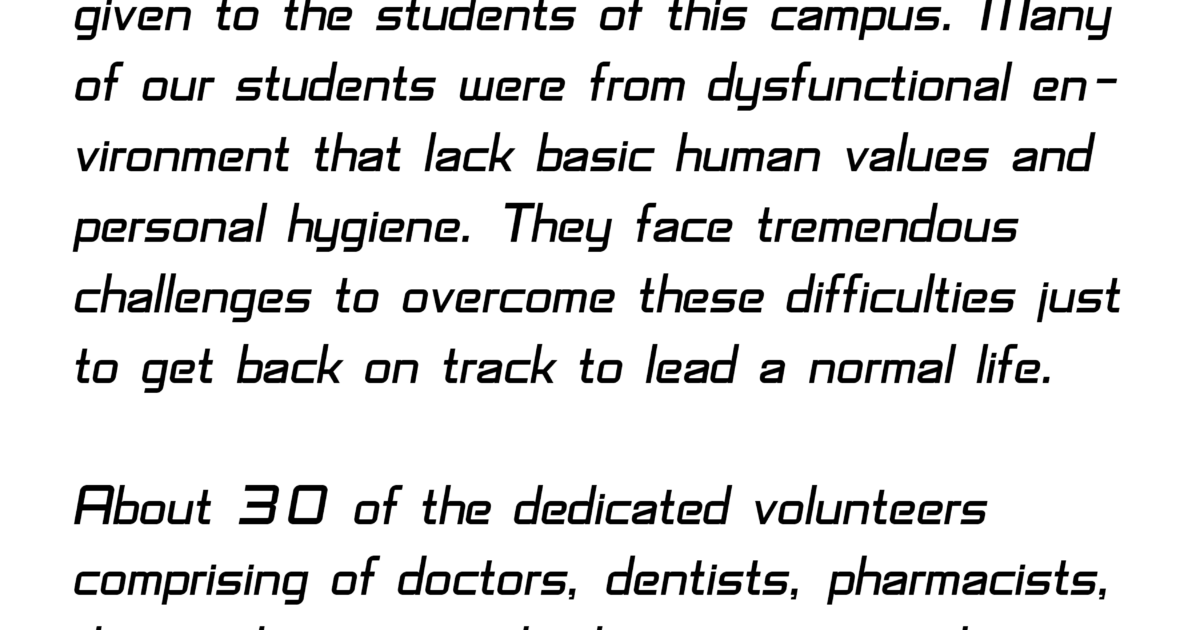 given to the students of this campus. Many
of our students were from dysfunctional en-
vironment that lack basic human values and
personal hygiene. They face tremendous
challenges to overcome these difficulties just
to get back on track to lead a normal life.
About 30 of the dedicated volunteers
comprising of doctors, dentists, pharmacists,